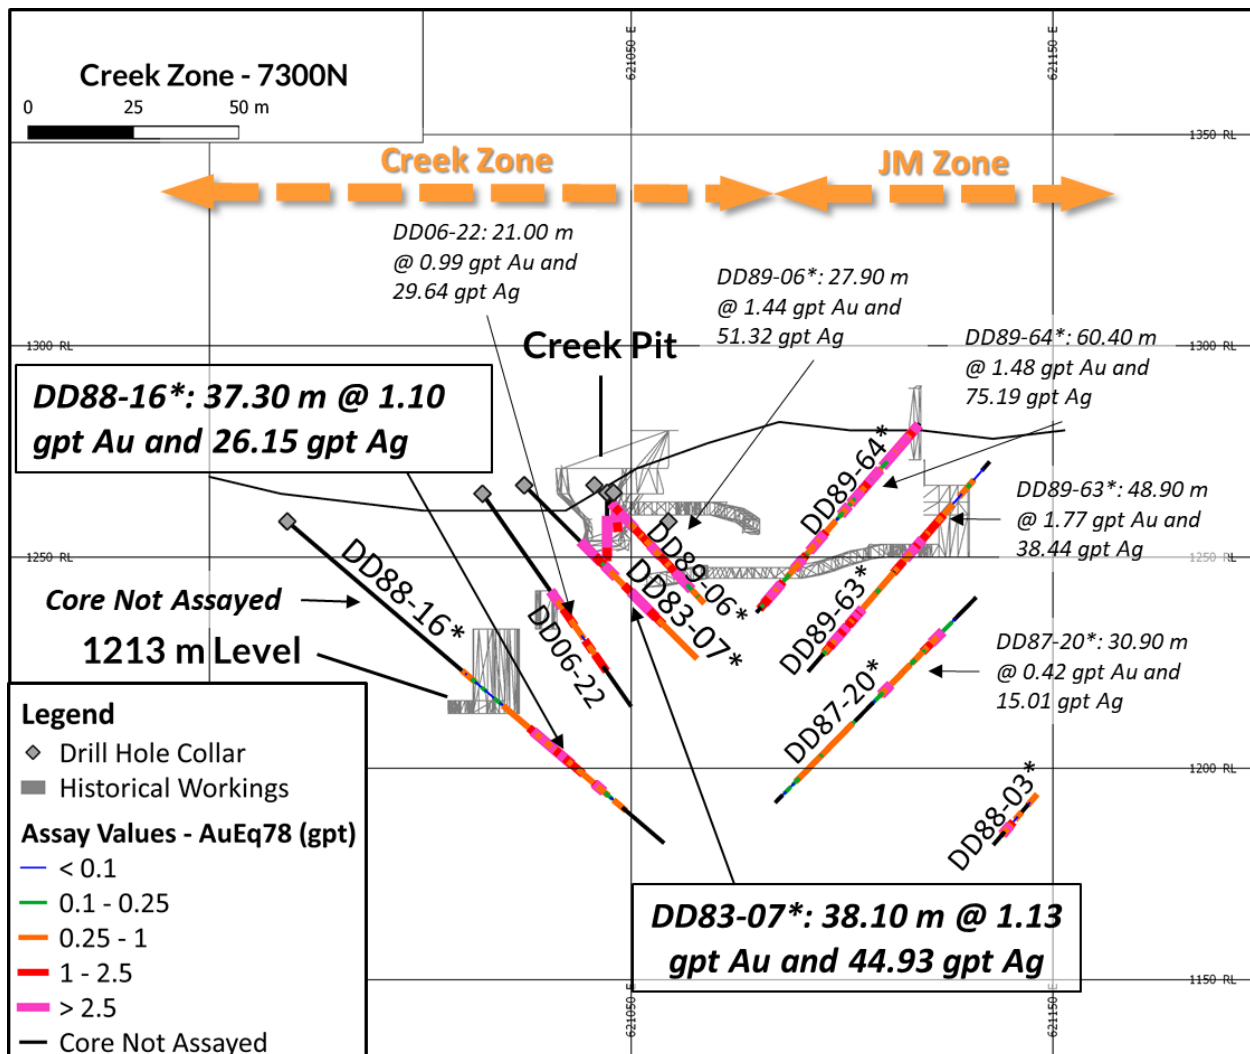 Creek Zone - 7300N
0 25 50 m
621050 E
621150 E
1350 RL
Creek Zone
JM Zone
DD06-22: 21.00 m
@ 0.99 gpt Au and
29.64 gpt Ag
DD89-06*: 27.90 m
@ 1.44 gpt Au and
51.32 gpt Ag
1300 RL
Creek Pit
1300 RL
DD89-64*: 60.40 m
@ 1.48 gpt Au and
75.19 gpt Ag
DD88-16*: 37.30 m @ 1.10
gpt Au and 26.15 gpt Ag
DD89-64*
DD89-63*: 48.90 m
@ 1.77 gpt Au and
38.44 gpt Ag
1250 RL
DD88-16*
DD89-06*
DD83-07*
DD06-22
DD89-63*
Core Not Assayed
1213 m Level
DD87-20*: 30.90 m
@ 0.42 gpt Au and
15.01 gpt Ag
DD87-20*
1200 RL
DD88-03*
Legend
Drill Hole Collar
Historical Workings
Assay Values - AuEq78 (gpt)
< 0.1
0.1 - 0.25
0.25 - 1
1 - 2.5
> 2.5
Core Not Assayed
DD83-07*: 38.10 m @ 1.13
gpt Au and 44.93 gpt Ag
1150 RL
621050 E
621150 E